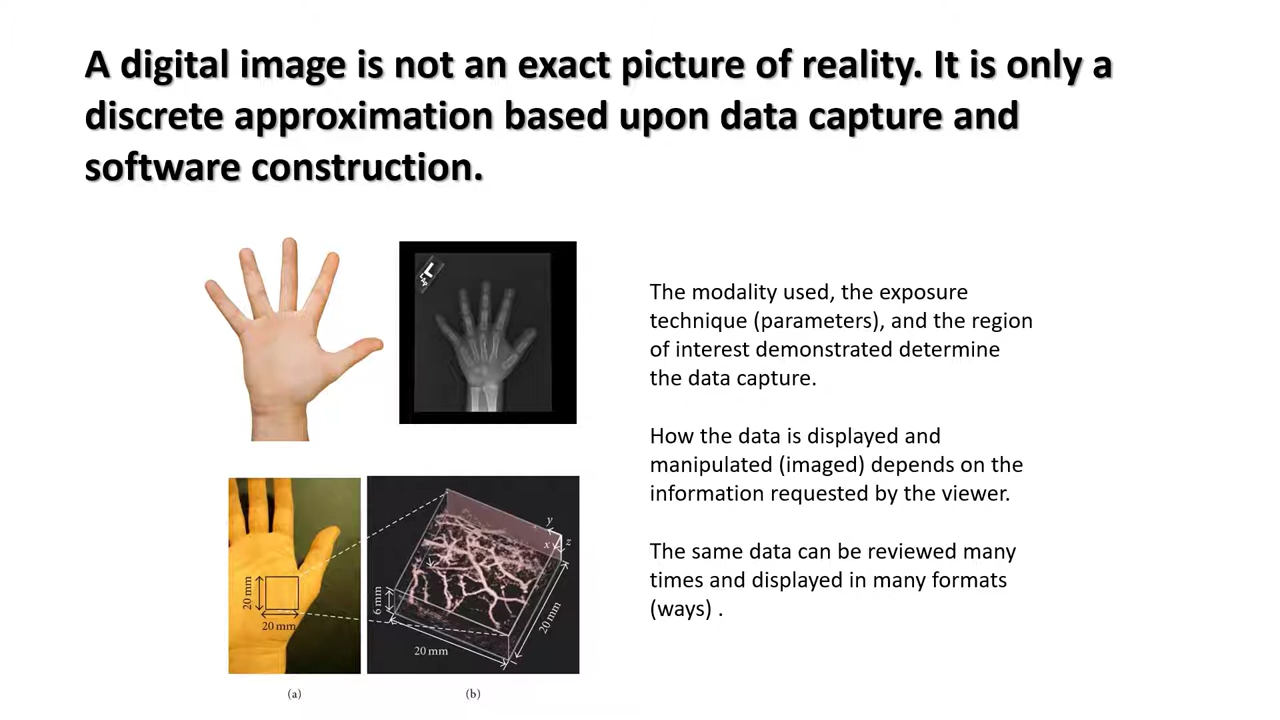 A digital image is not an exact picture of reality. It is only a
discrete approximation based upon data capture and
software construction.
The modality used, the exposure
technique (parameters), and the region
of interest demonstrated determine
the data capture.
How the data is displayed and
manipulated (imaged) depends on the
information requested by the viewer.
The same data can be reviewed many
times and displayed in many formats
(ways) .
L
20 mm
20 mm
y
x
z
6 mm
20 mm
20 mm
(a)
(b)